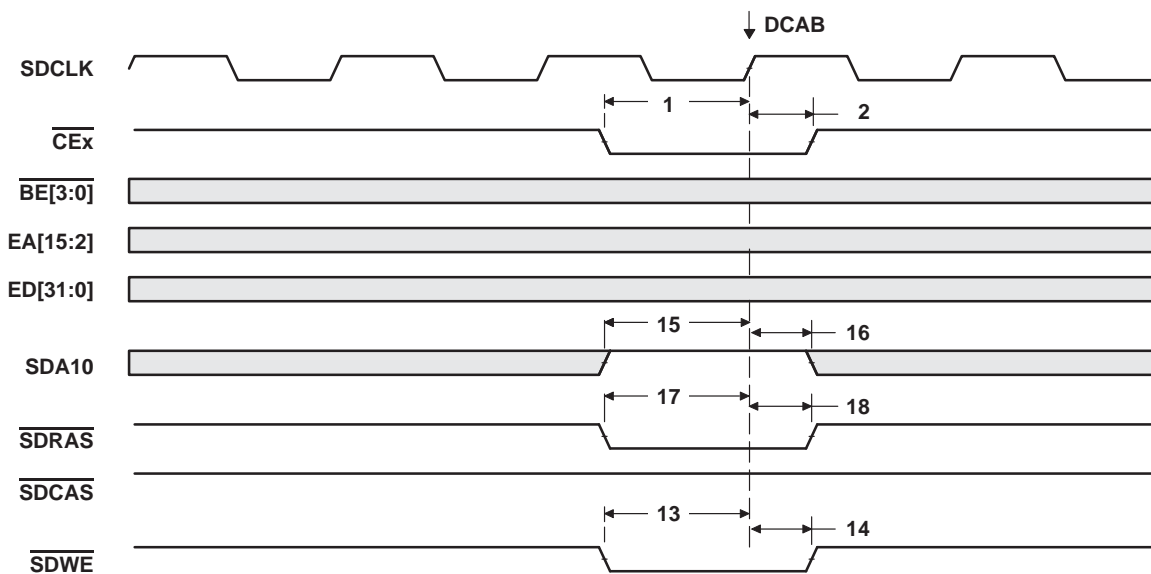 DCAB
SDCLK
1
2
CEx
BE[3:0]
EA[15:2]
ED[31:0]
15
16
SDA10
17
18
SDRAS
SDCAS
13
14
SDWE